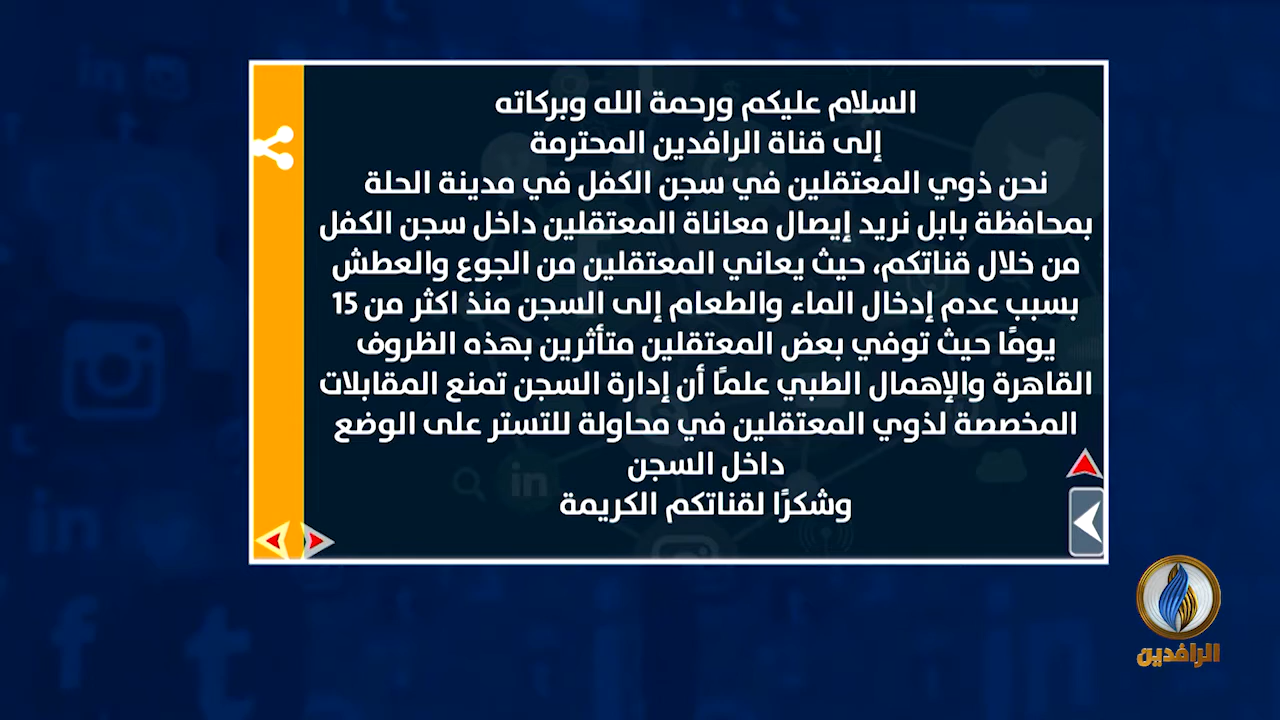 السلام عليكم ورحمة الله وبركاته
إلى قناة الرافدين المحترمة
نحن ذوي المعتقلين في سجن الكفل في مدينة الحلة
بمحافظة بابل نريد إيصال معاناة المعتقلين داخل سجن الكفل
من خلال قناتكم، حيث يعاني المعتقلين من الجوع والعطش
بسبب عدم إدخال الماء والطعام إلى السجن منذ اكثر من 15
يومًا حيث توفي بعض المعتقلين متأثرين بهذه الظروف
القاهرة والإهمال الطبي علمًا أن إدارة السجن تمنع المقابلات
المخصصة لذوي المعتقلين في محاولة للتستر على الوضع
داخل السجن
وشكرًا لقناتكم الكريمة
الرافدين